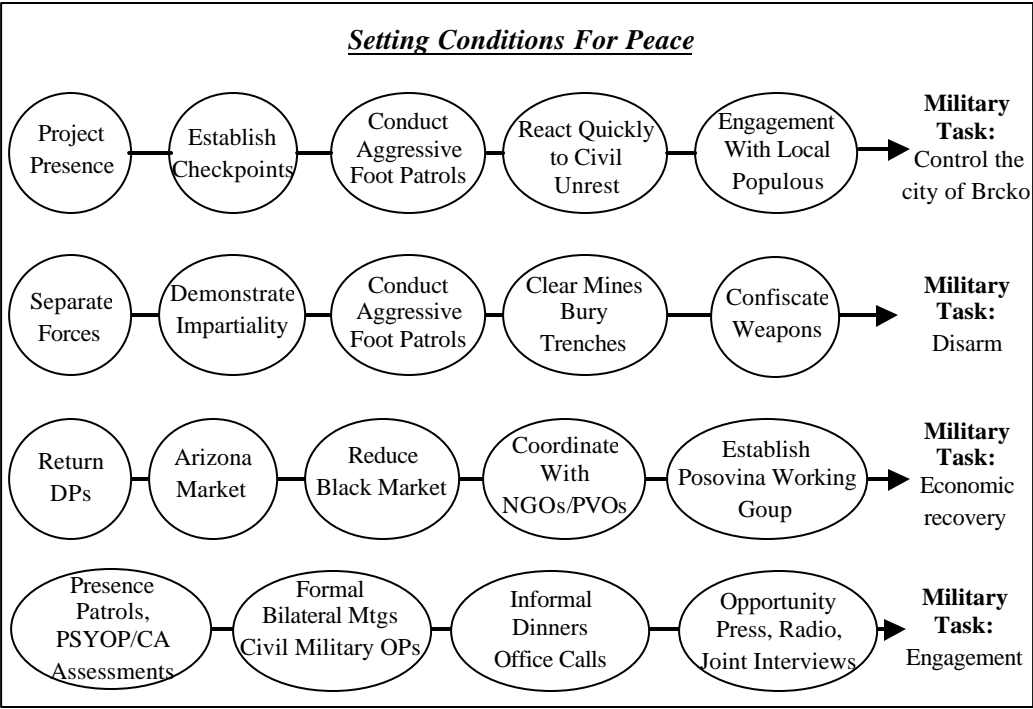 Setting Conditions For Peace
Project
Presence
Establish
Checkpoints
Conduct
Aggressive
Foot Patrols
React Quickly
to Civil
Unrest
Engagement
With Local
Populous
Military
Task:
Control the
city of Brcko
Separate
Forces
Demonstrate
Impartiality
Conduct
Aggressive
Foot Patrols
Clear Mines
Bury
Trenches
Confiscate
Weapons
Military
Task:
Disarm
Return
DPs
Arizona
Market
Reduce
Black Market
Coordinate
With
NGOs/PVOs
Establish
Posovina Working
Goup
Military
Task:
Economic
recovery
Presence
Patrols,
PSYOP/CA
Assessments
Formal
Bilateral Mtgs
Civil Military OPs
Informal
Dinners
Office Calls
Opportunity
Press, Radio,
Joint Interviews
Military
Task:
Engagement